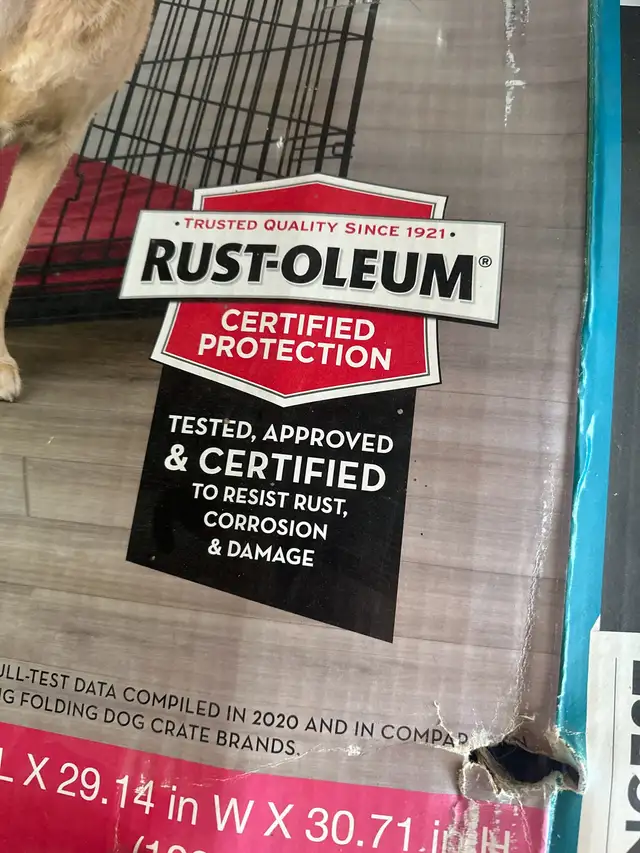 TRUSTED QUALITY SINCE 1921
RUST-OLEUM®
CERTIFIED
PROTECTION
TESTED, APPROVED
& CERTIFIED
TO RESIST RUST,
CORROSION
& DAMAGE
ULL-TEST DATA COMPILED IN 2020 AND IN COMPAR
G FOLDING DOG CRATE BRANDS.
L X 29.14 in W X 30.71 in H